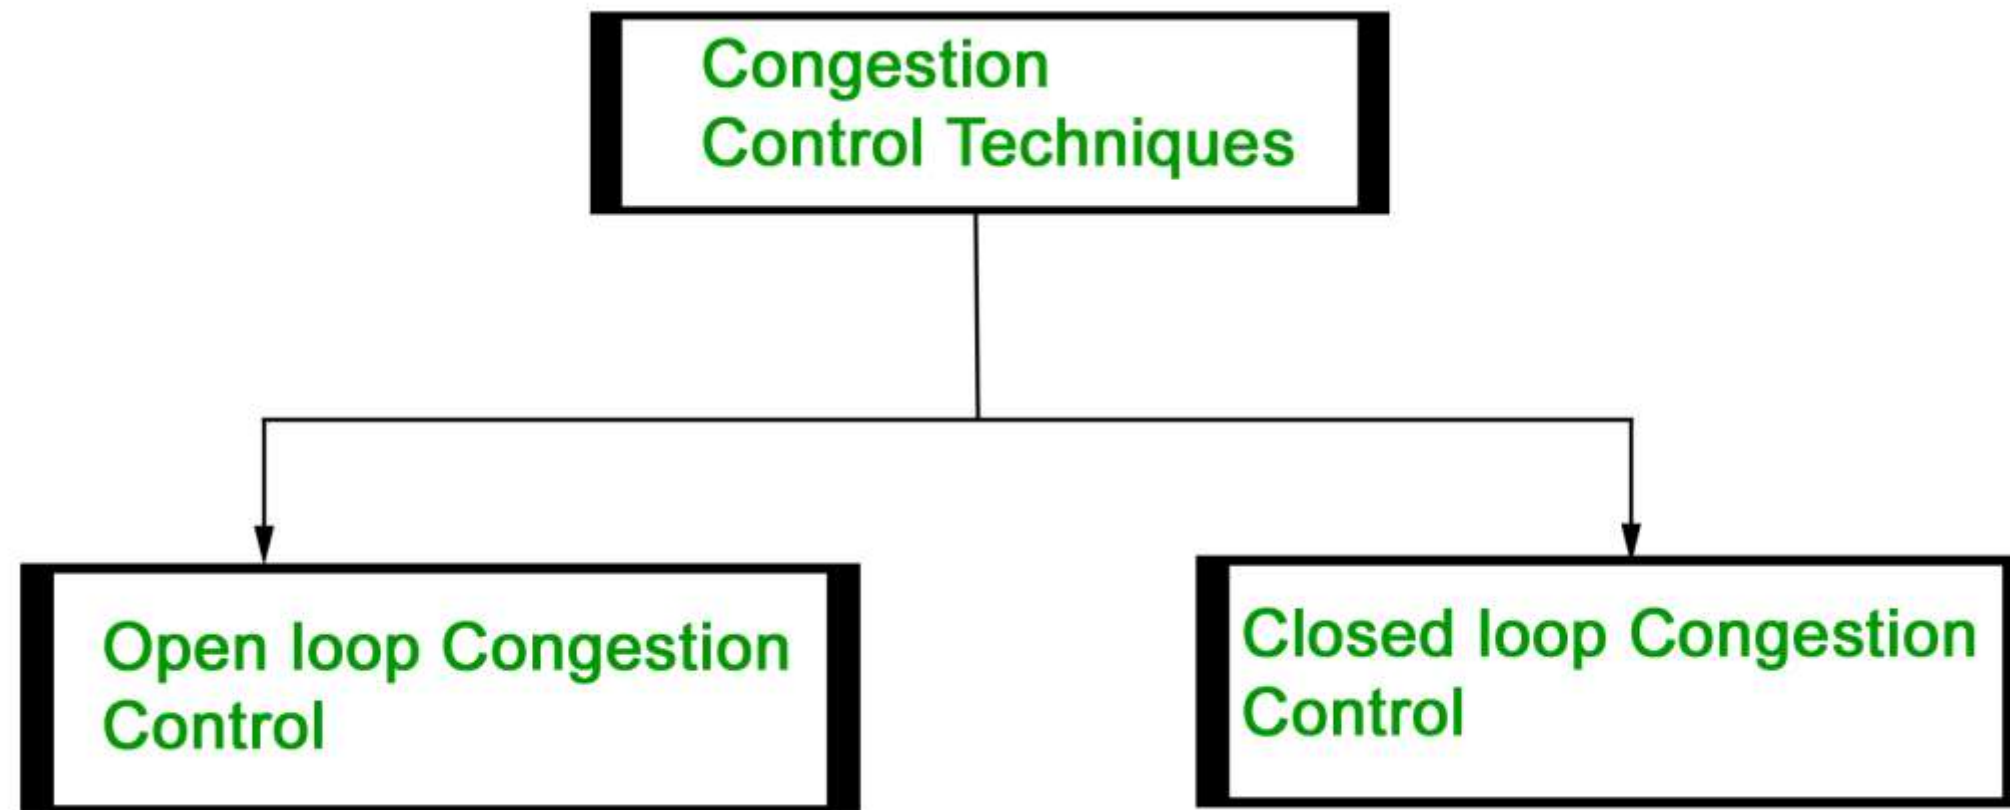 Congestion
Control Techniques
Open loop Congestion
Control
Closed loop Congestion
Control